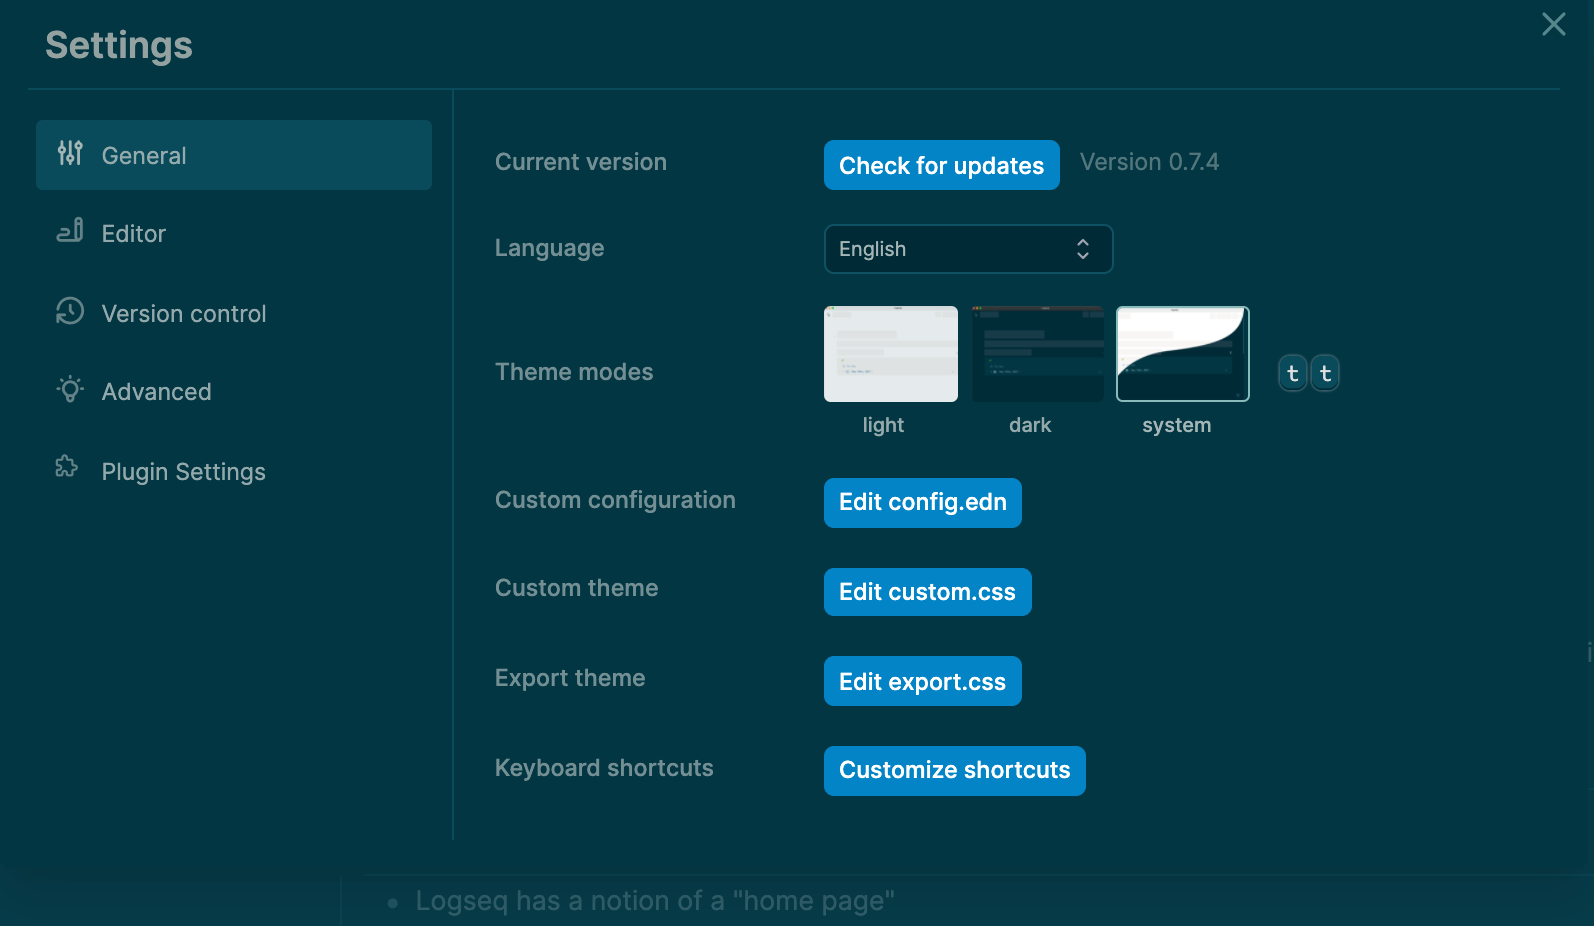 Settings
General
Editor
Version control
Advanced
Plugin Settings
Current version
Check for updates
Version 0.7.4
Language
English
Theme modes
light
dark
system
t t
Custom configuration
Edit config.edn
Custom theme
Edit custom.css
Export theme
Edit export.css
Keyboard shortcuts
Customize shortcuts
Logseq has a notion of a "home page"